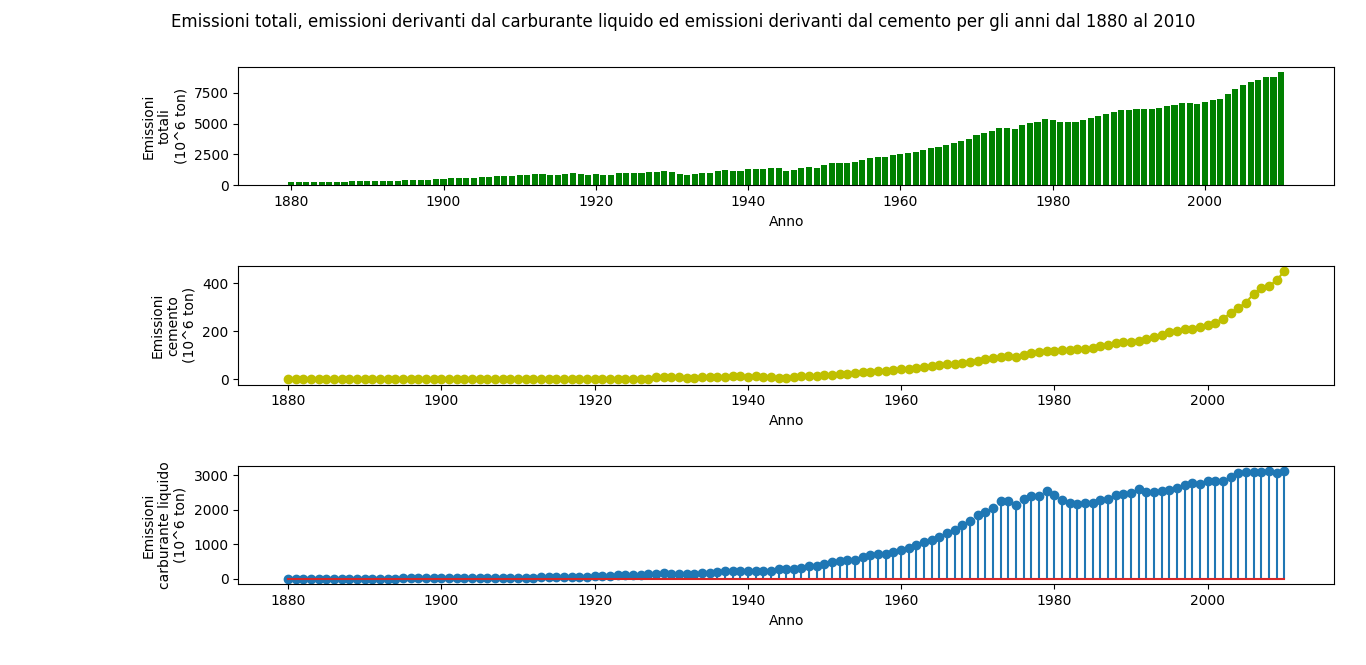 Emissioni totali, emissioni derivanti dal carburante liquido ed emissioni derivanti dal cemento per gli anni dal 1880 al 2010
Emissioni
totali
(10^6 ton)
7500
5000
2500
0
1880 1900 1920 1940 1960 1980 2000
Anno
Emissioni
cemento
(10^6 ton)
400
200
0
1880 1900 1920 1940 1960 1980 2000
Anno
Emissioni
carburante liquido
(10^6 ton)
3000
2000
1000
0
1880 1900 1920 1940 1960 1980 2000
Anno